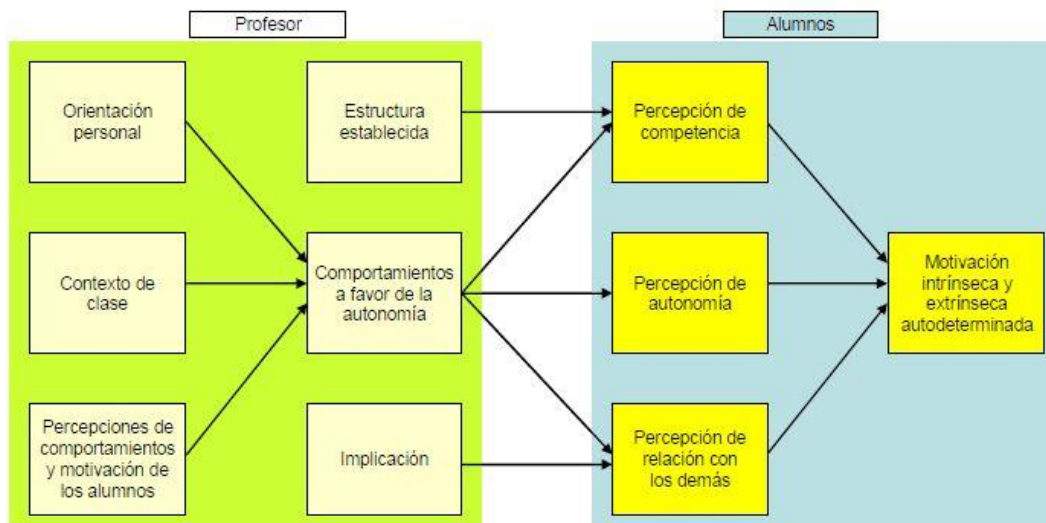 Profesor
Alumnos
Orientación
personal
Estructura
establecida
Percepción de
competencia
Contexto de
clase
Comportamientos
a favor de la
autonomía
Percepción de
autonomía
Motivación
intrínseca y
extrínseca
autodeterminada
Percepciones de
comportamientos
y motivación de
los alumnos
Implicación
Percepción de
relación con
los demás